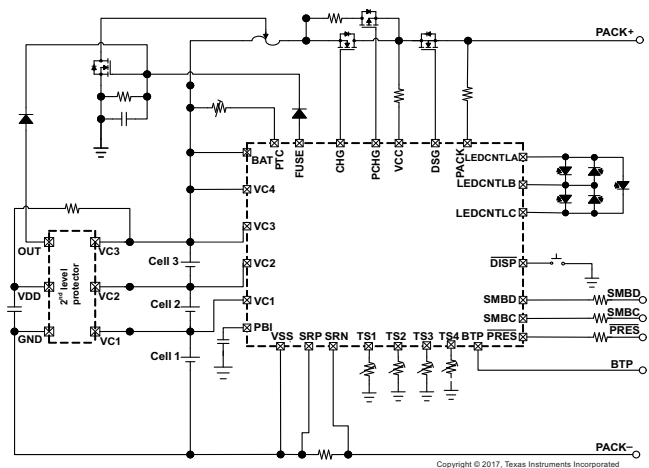 PACK+
BAT
PTC
FUSE
CHG
PCHG
VCC
DSG
PACK
LEDCNTLA
LEDCNTLB
LEDCNTLC
VC4
VC3
VC2
VC1
PBI
DISP
SMBD
SMBC
PRES
VSS
SRP
SRN
TS1
TS2
TS3
TS4
BTP
SMBD
SMBC
PRES
BTP
PACK–
OUT
VDD
GND
2nd level
protector
VC3
VC2
VC1
Cell 3
Cell 2
Cell 1
Copyright © 2017, Texas Instruments Incorporated